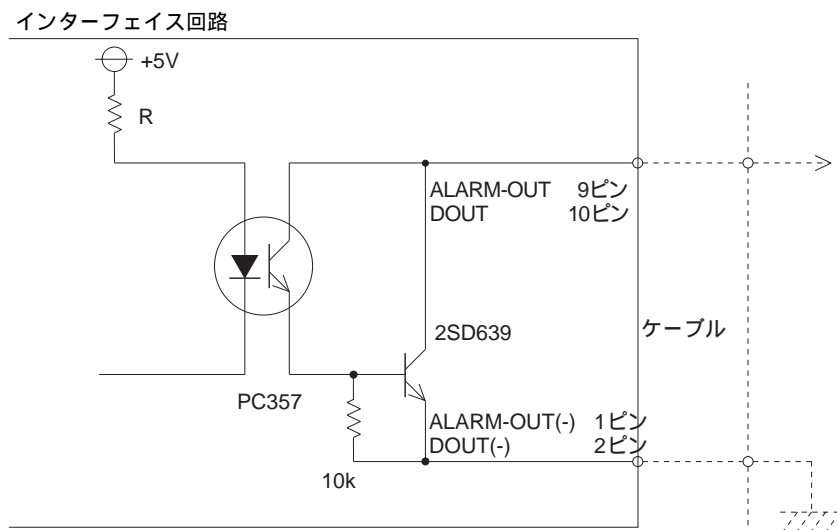 インターフェイス回路
+5V
R
ALARM-OUT 9ピン
DOUT 10ピン
2SD639
ケーブル
PC357
ALARM-OUT(-) 1ピン
DOUT(-) 2ピン
10k